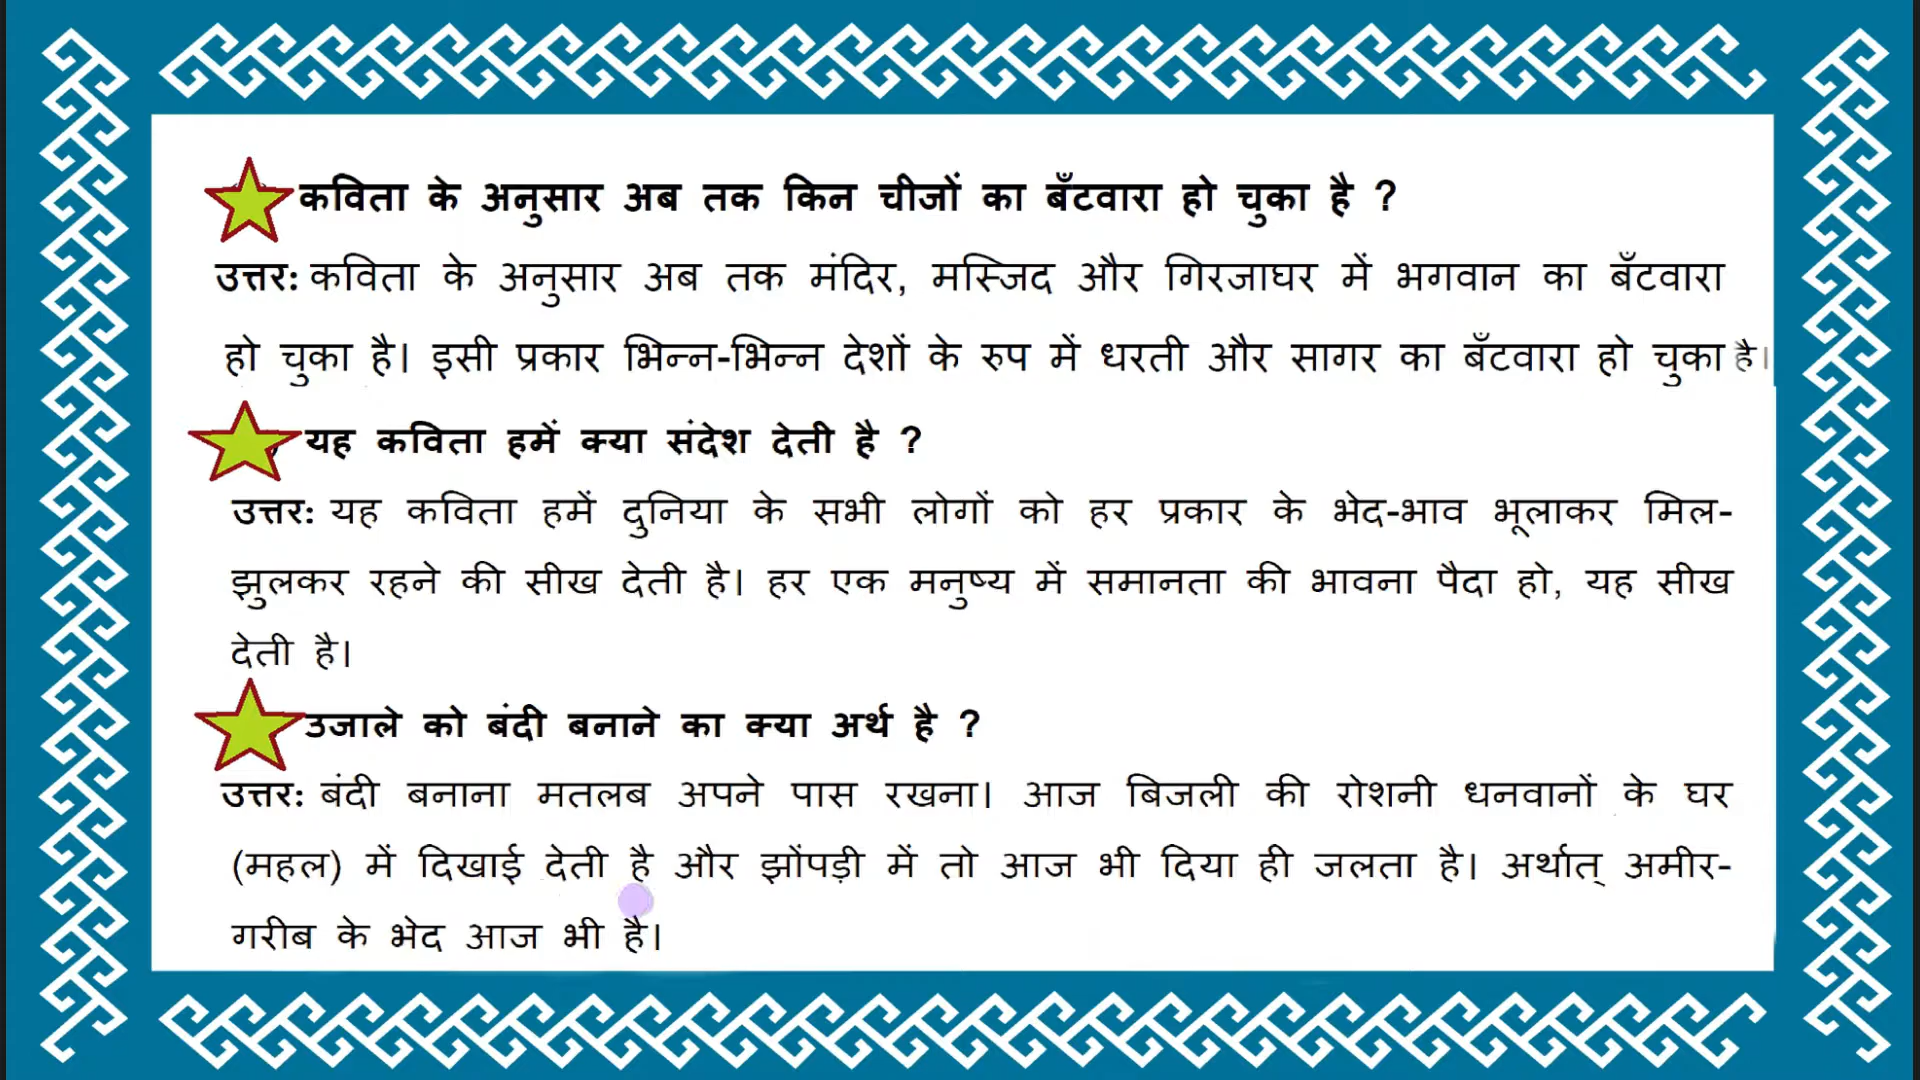 कविता के अनुसार अब तक किन चीजों का बँटवारा हो चुका है ?
उत्तर: कविता के अनुसार अब तक मंदिर, मस्जिद और गिरजाघर में भगवान का बँटवारा
हो चुका है। इसी प्रकार भिन्न-भिन्न देशों के रुप में धरती और सागर का बँटवारा हो चुका है।
यह कविता हमें क्या संदेश देती है ?
उत्तर: यह कविता हमें दुनिया के सभी लोगों को हर प्रकार के भेद-भाव भूलाकर मिल-
झुलकर रहने की सीख देती है। हर एक मनुष्य में समानता की भावना पैदा हो, यह सीख
देती है।
उजाले को बंदी बनाने का क्या अर्थ है ?
उत्तर: बंदी बनाना मतलब अपने पास रखना। आज बिजली की रोशनी धनवानों के घर
(महल) में दिखाई देती है और झोंपड़ी में तो आज भी दिया ही जलता है। अर्थात् अमीर-
गरीब के भेद आज भी है।